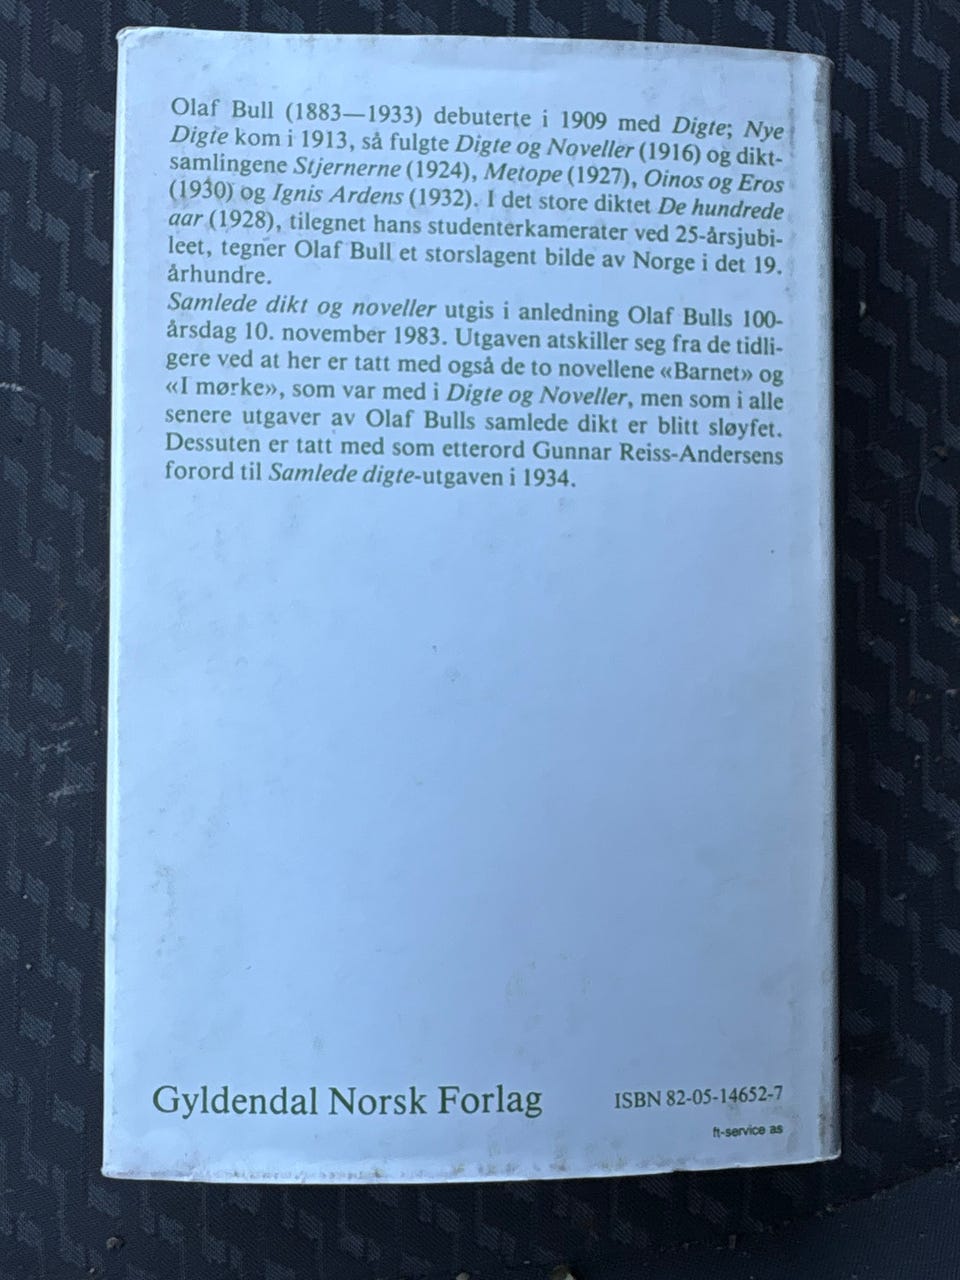 Olaf Bull (1883—1933) debuterte i 1909 med Digte; Nye
Digte kom i 1913, så fulgte Digte og Noveller (1916) og dikt-
samlingene Stjernerne (1924), Metope (1927), Oinos og Eros
(1930) og Ignis Ardens (1932). I det store diktet De hundrede
aar (1928), tilegnet hans studenterkamerater ved 25-årsjubi-
leet, tegner Olaf Bull et storslagent bilde av Norge i det 19.
århundre.
Samlede dikt og noveller utgis i anledning Olaf Bulls 100-
årsdag 10. november 1983. Utgaven atskiller seg fra de tidli-
gere ved at her er tatt med også de to novellene «Barnet» og
«I mørke», som var med i Digte og Noveller, men som i alle
senere utgaver av Olaf Bulls samlede dikt er blitt sløyfet.
Dessuten er tatt med som etterord Gunnar Reiss-Andersens
forord til Samlede digte-utgaven i 1934.
Gyldendal Norsk Forlag
ISBN 82-05-14652-7
ft-service as